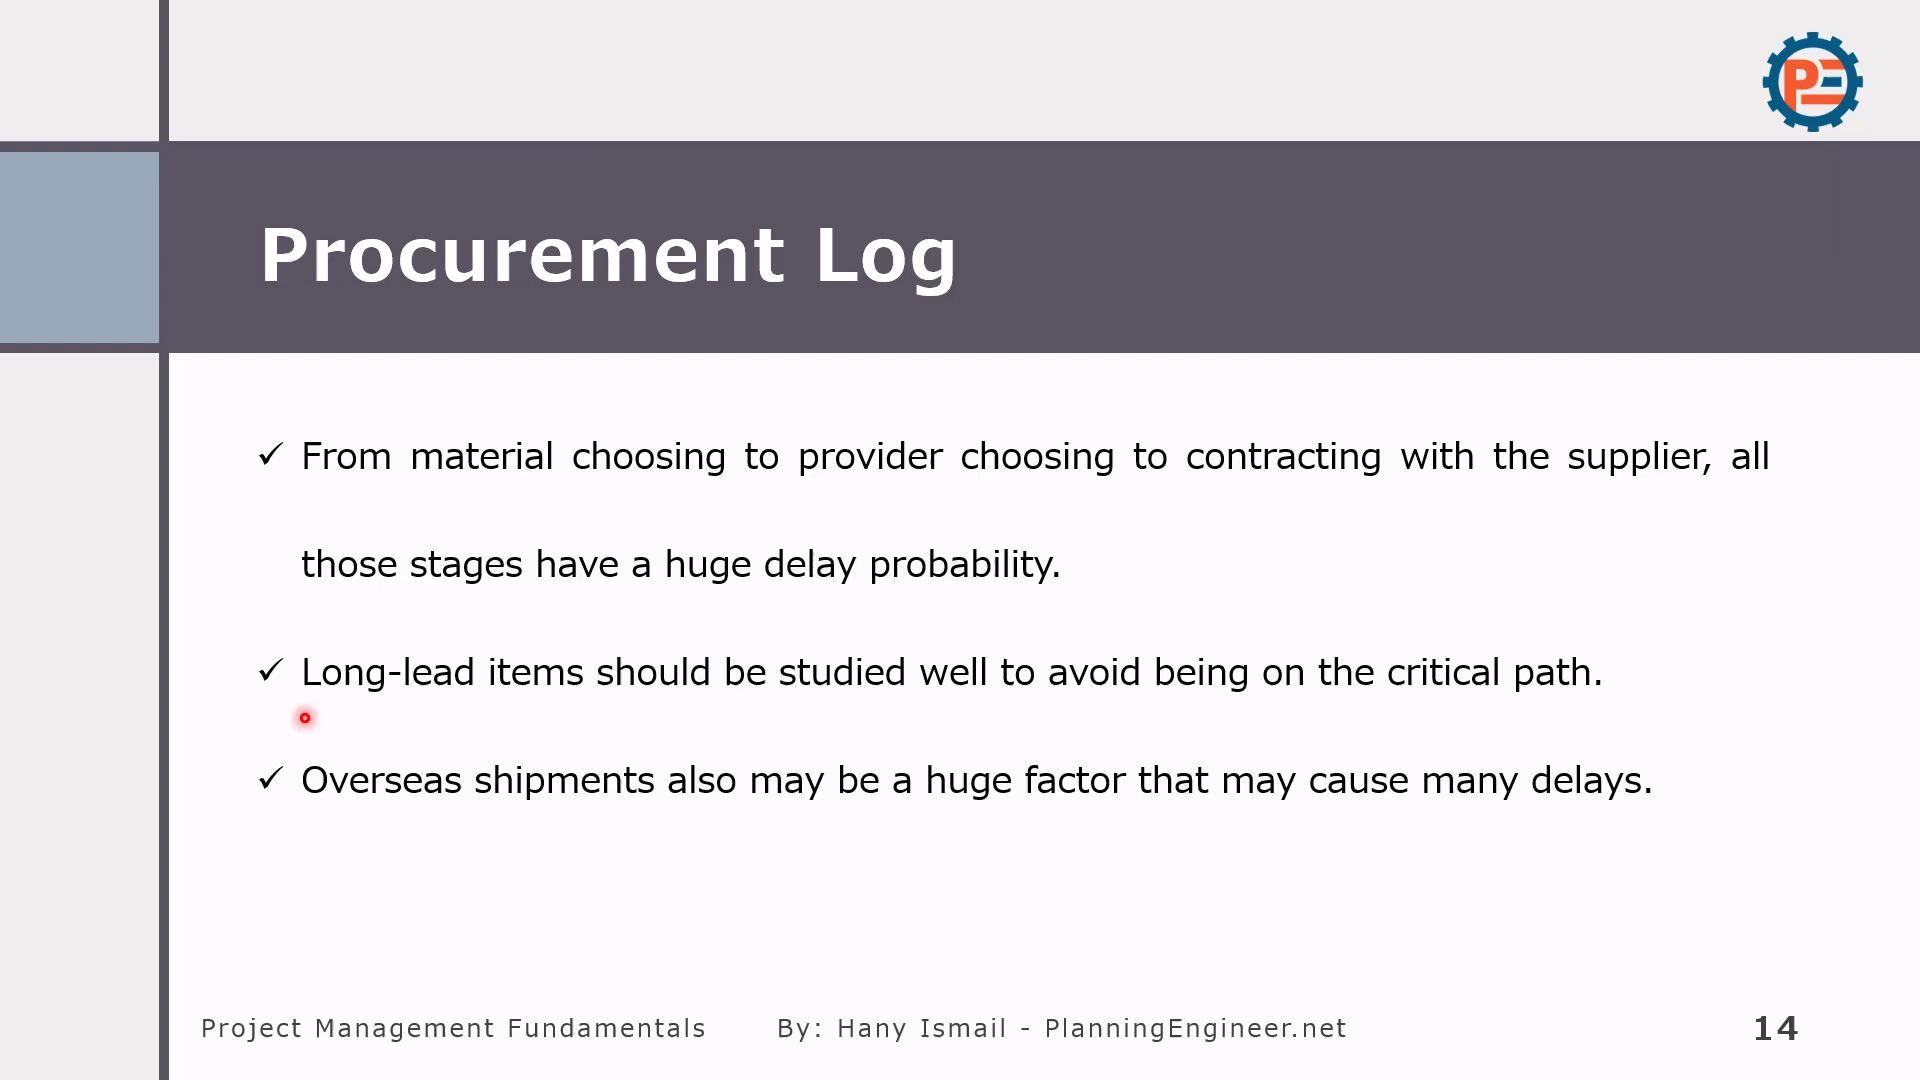 PE
Procurement Log
✓ From material choosing to provider choosing to contracting with the supplier, all
those stages have a huge delay probability.
✓ Long-lead items should be studied well to avoid being on the critical path.
✓ Overseas shipments also may be a huge factor that may cause many delays.
Project Management Fundamentals By: Hany Ismail - PlanningEngineer.net 14